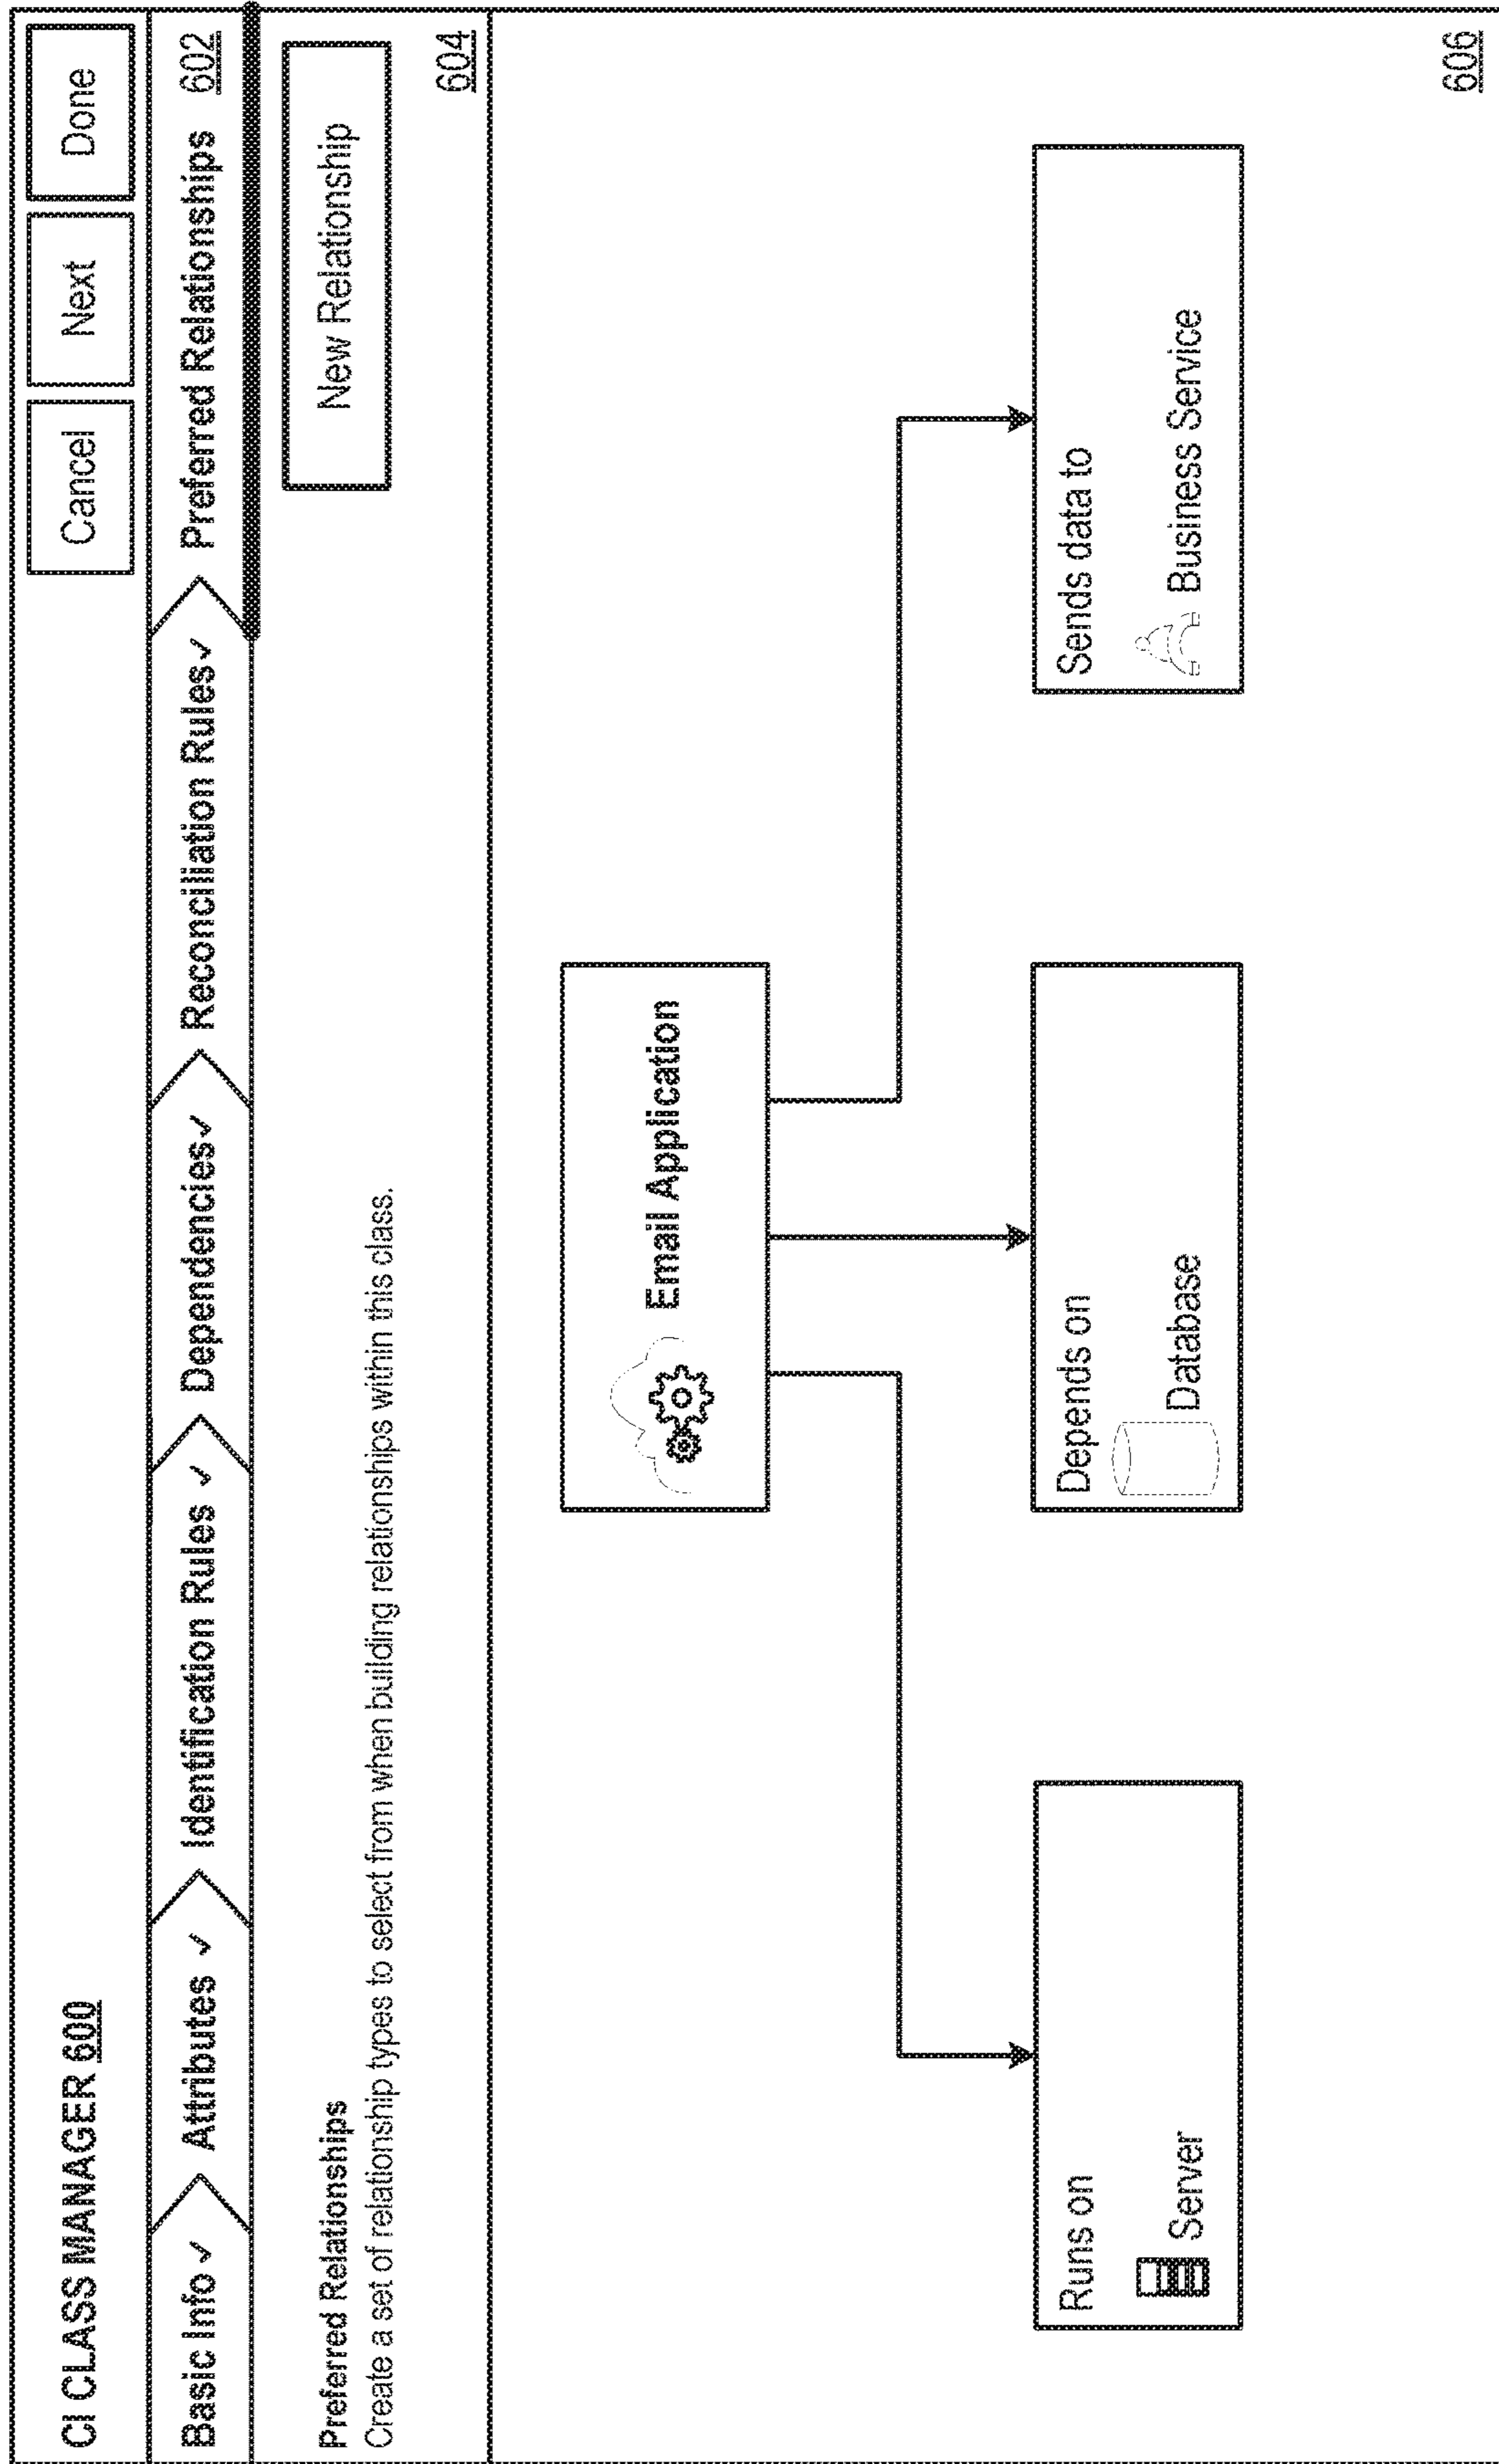 CI CLASS MANAGER 600
Cancel
Next
Done
Basic Info ✓
Attributes ✓
Identification Rules ✓
Dependencies ✓
Reconciliation Rules ✓
Preferred Relationships
602
Preferred Relationships
Create a set of relationship types to select from when building relationships within this class.
New Relationship
604
Email Application
Runs on
Server
Depends on
Database
Sends data to
Business Service
606